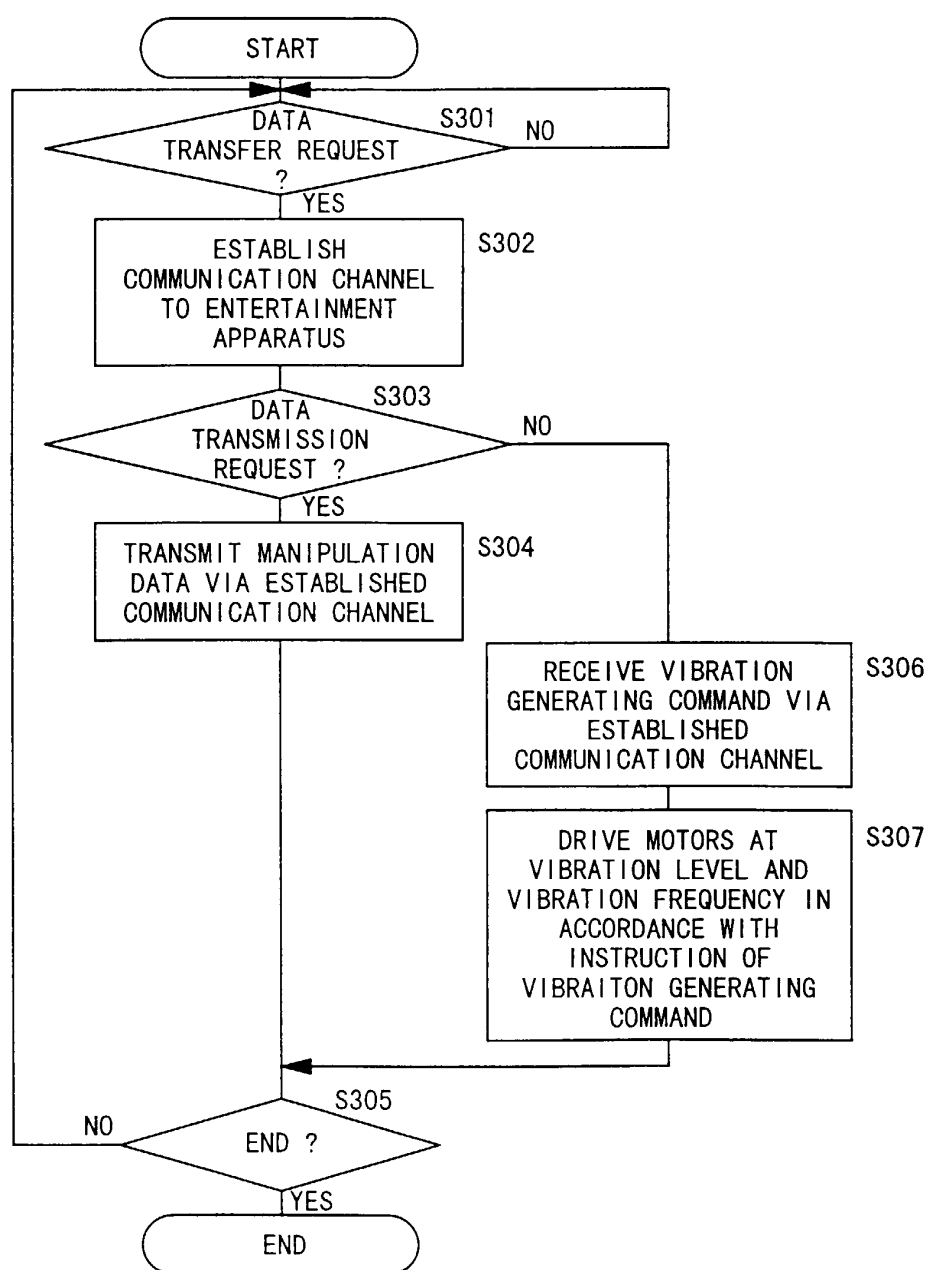 START
DATA
TRANSFER REQUEST
?
S301
NO
YES
ESTABLISH
COMMUNICATION CHANNEL
TO ENTERTAINMENT
APPARATUS
S302
DATA
TRANSMISSION
REQUEST ?
S303
NO
YES
TRANSMIT MANIPULATION
DATA VIA ESTABLISHED
COMMUNICATION CHANNEL
S304
RECEIVE VIBRATION
GENERATING COMMAND VIA
ESTABLISHED
COMMUNICATION CHANNEL
S306
DRIVE MOTORS AT
VIBRATION LEVEL AND
VIBRATION FREQUENCY IN
ACCORDANCE WITH
INSTRUCTION OF
VIBRAITON GENERATING
COMMAND
S307
S305
NO
END ?
YES
END